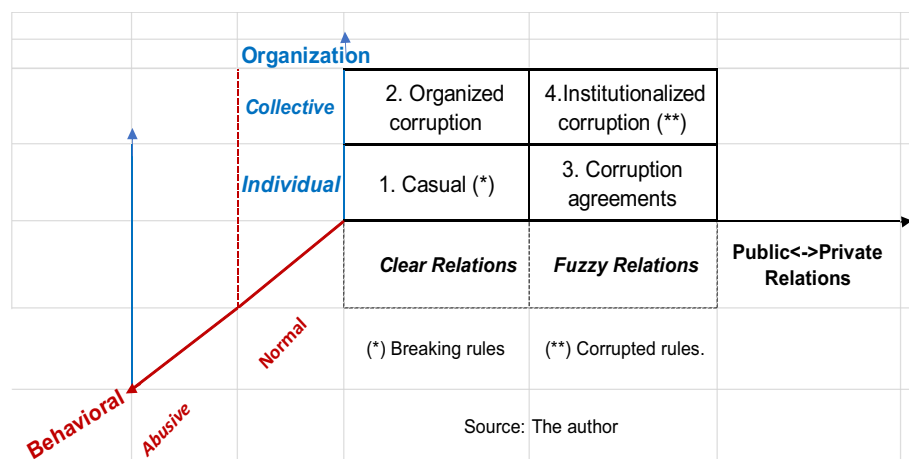 Organization
Collective
2. Organized
corruption
4.Institutionalized
corruption (**)
Individual
1. Casual (*)
3. Corruption
agreements
Clear Relations
Fuzzy Relations
Public<->Private
Relations
Normal
(*) Breaking rules
(**) Corrupted rules.
Behavioral
Abusive
Source: The author